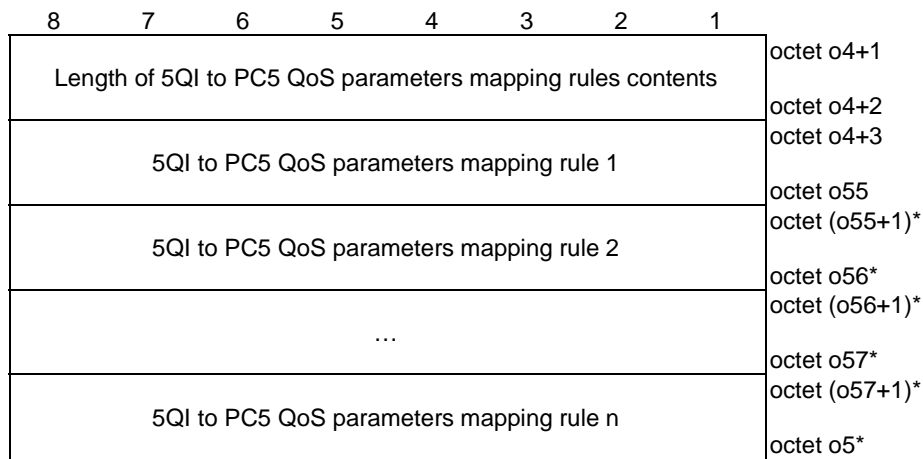 8 7 6 5 4 3 2 1
octet o4+1
Length of 5QI to PC5 QoS parameters mapping rules contents
octet o4+2
octet o4+3
5QI to PC5 QoS parameters mapping rule 1
octet o55
octet (o55+1)*
5QI to PC5 QoS parameters mapping rule 2
octet o56*
octet (o56+1)*
…
octet o57*
octet (o57+1)*
5QI to PC5 QoS parameters mapping rule n
octet o5*